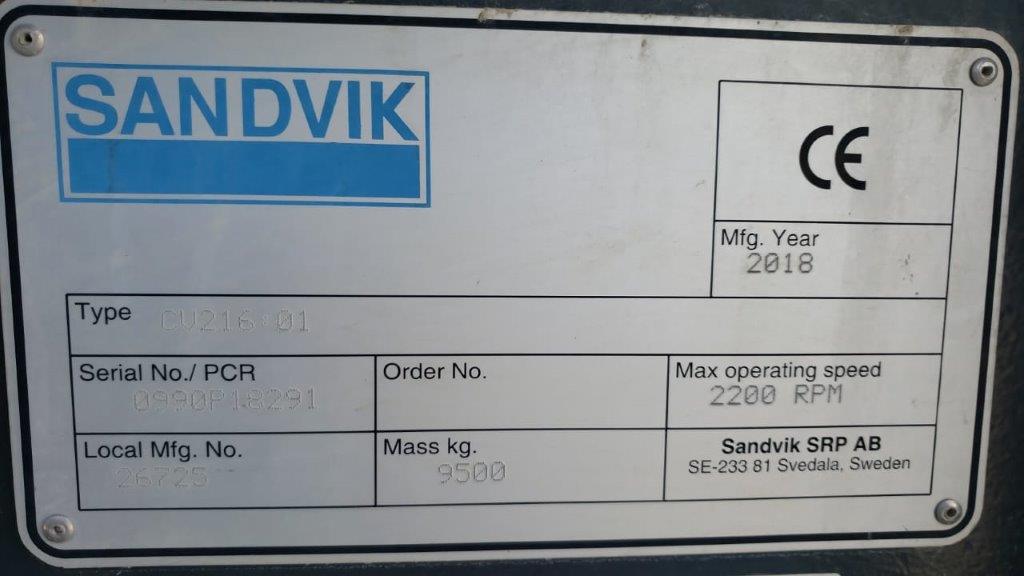 SANDVIK
CE
Mfg. Year
2018
Type CV216:01
Serial No./ PCR
0990P18291
Order No.
Max operating speed
2200 RPM
Local Mfg. No.
26725
Mass kg.
9500
Sandvik SRP AB
SE-233 81 Svedala, Sweden